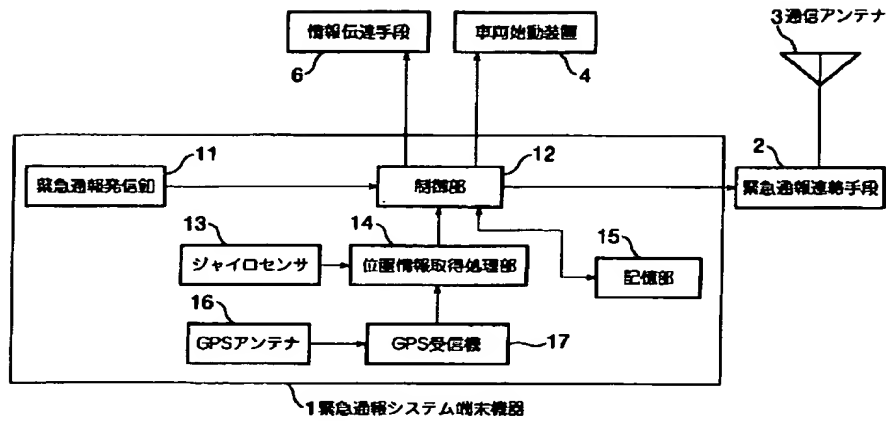 情報伝達手段
車両始動装置
3通信アンテナ
6
4
11
12
2
緊急通報発信釦
制御部
緊急通報連絡手段
13
14
15
ジャイロセンサ
位置情報取得処理部
記憶部
16
GPSアンテナ
GPS受信機
17
1緊急通報システム端末機器